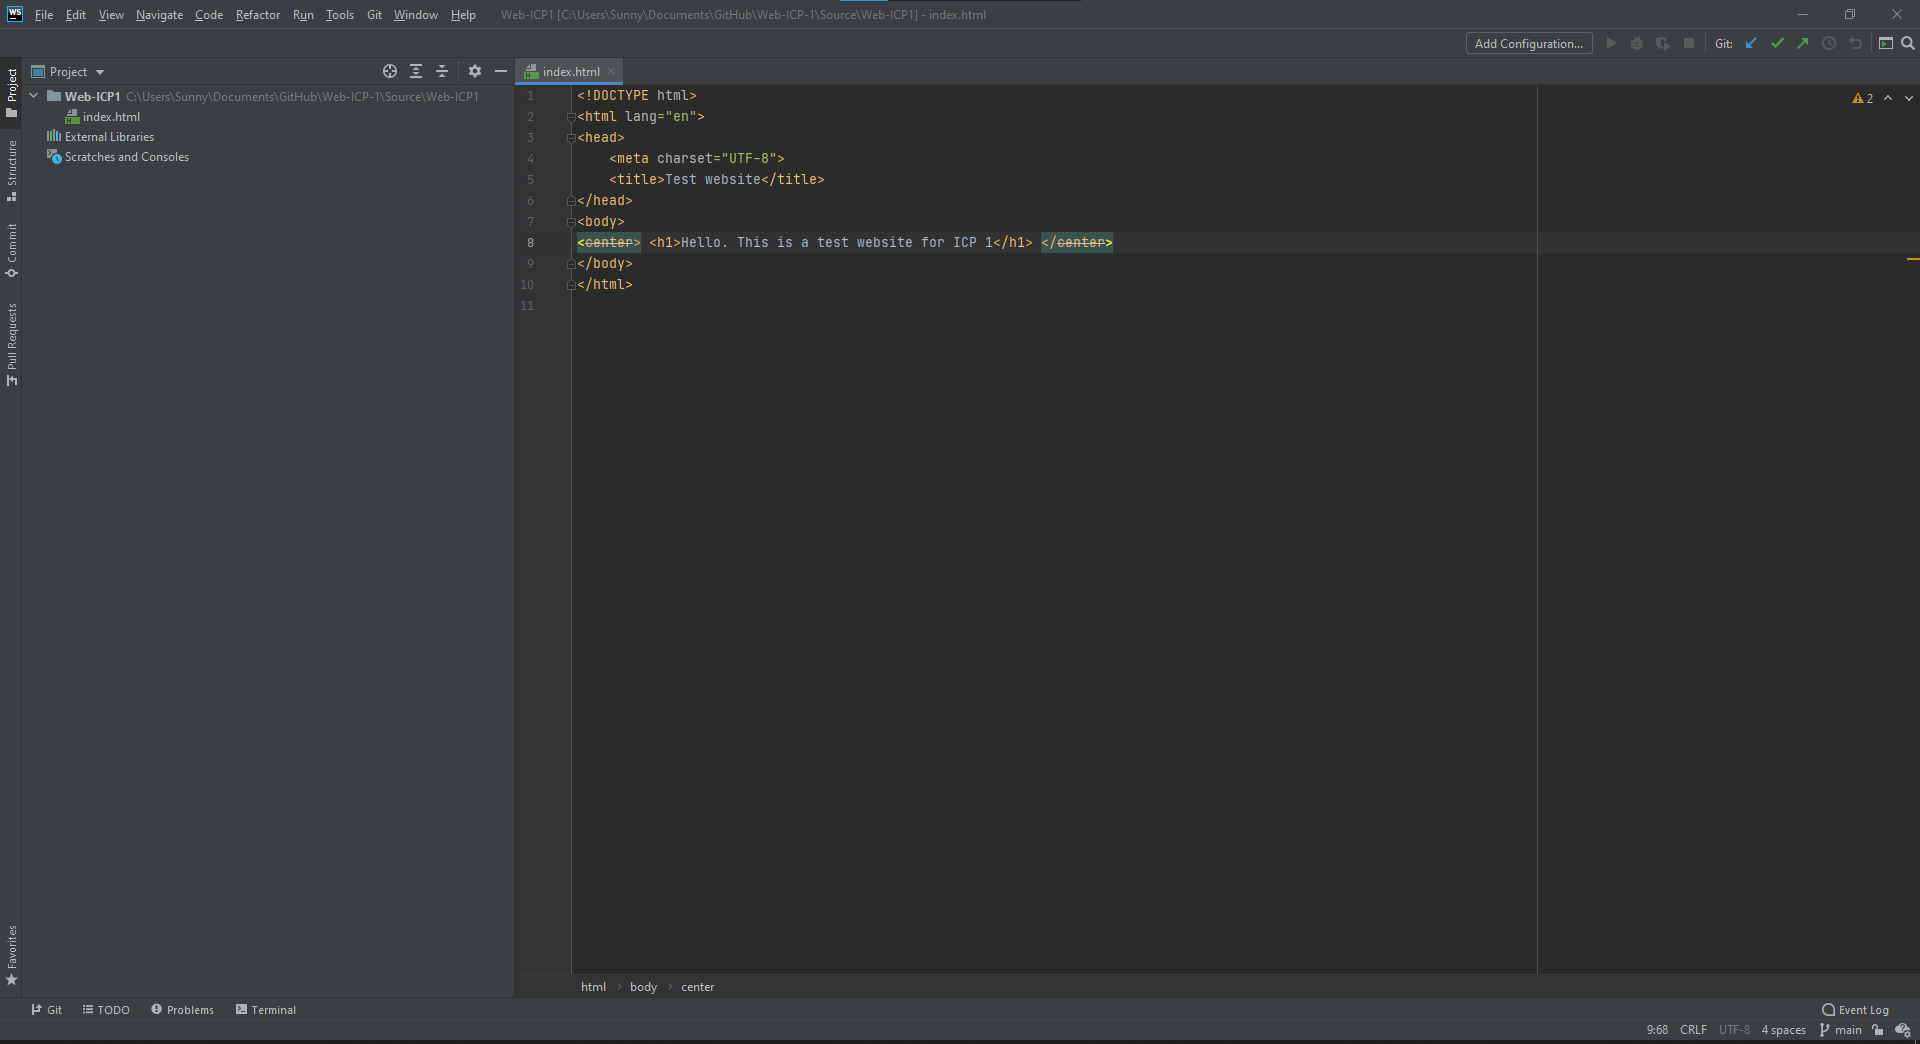 WS File Edit View Navigate Code Refactor Run Tools Git Window Help Web-ICP1 [C:\Users\Sunny\Documents\GitHub\Web-ICP-1\Source\Web-ICP1] - index.html
Add Configuration... Git:
Project
index.html
Web-ICP1 C:\Users\Sunny\Documents\GitHub\Web-ICP-1\Source\Web-ICP1
index.html
External Libraries
Scratches and Consoles
Project
Structure
Commit
Pull Requests
Favorites
1 <!DOCTYPE html>
2 <html lang="en">
3 <head>
4 <meta charset="UTF-8">
5 <title>Test website</title>
6 </head>
7 <body>
8 <center> <h1>Hello. This is a test website for ICP 1</h1> </center>
9 </body>
10 </html>
11
2
html body center
Git TODO Problems Terminal Event Log
9:68 CRLF UTF-8 4 spaces main